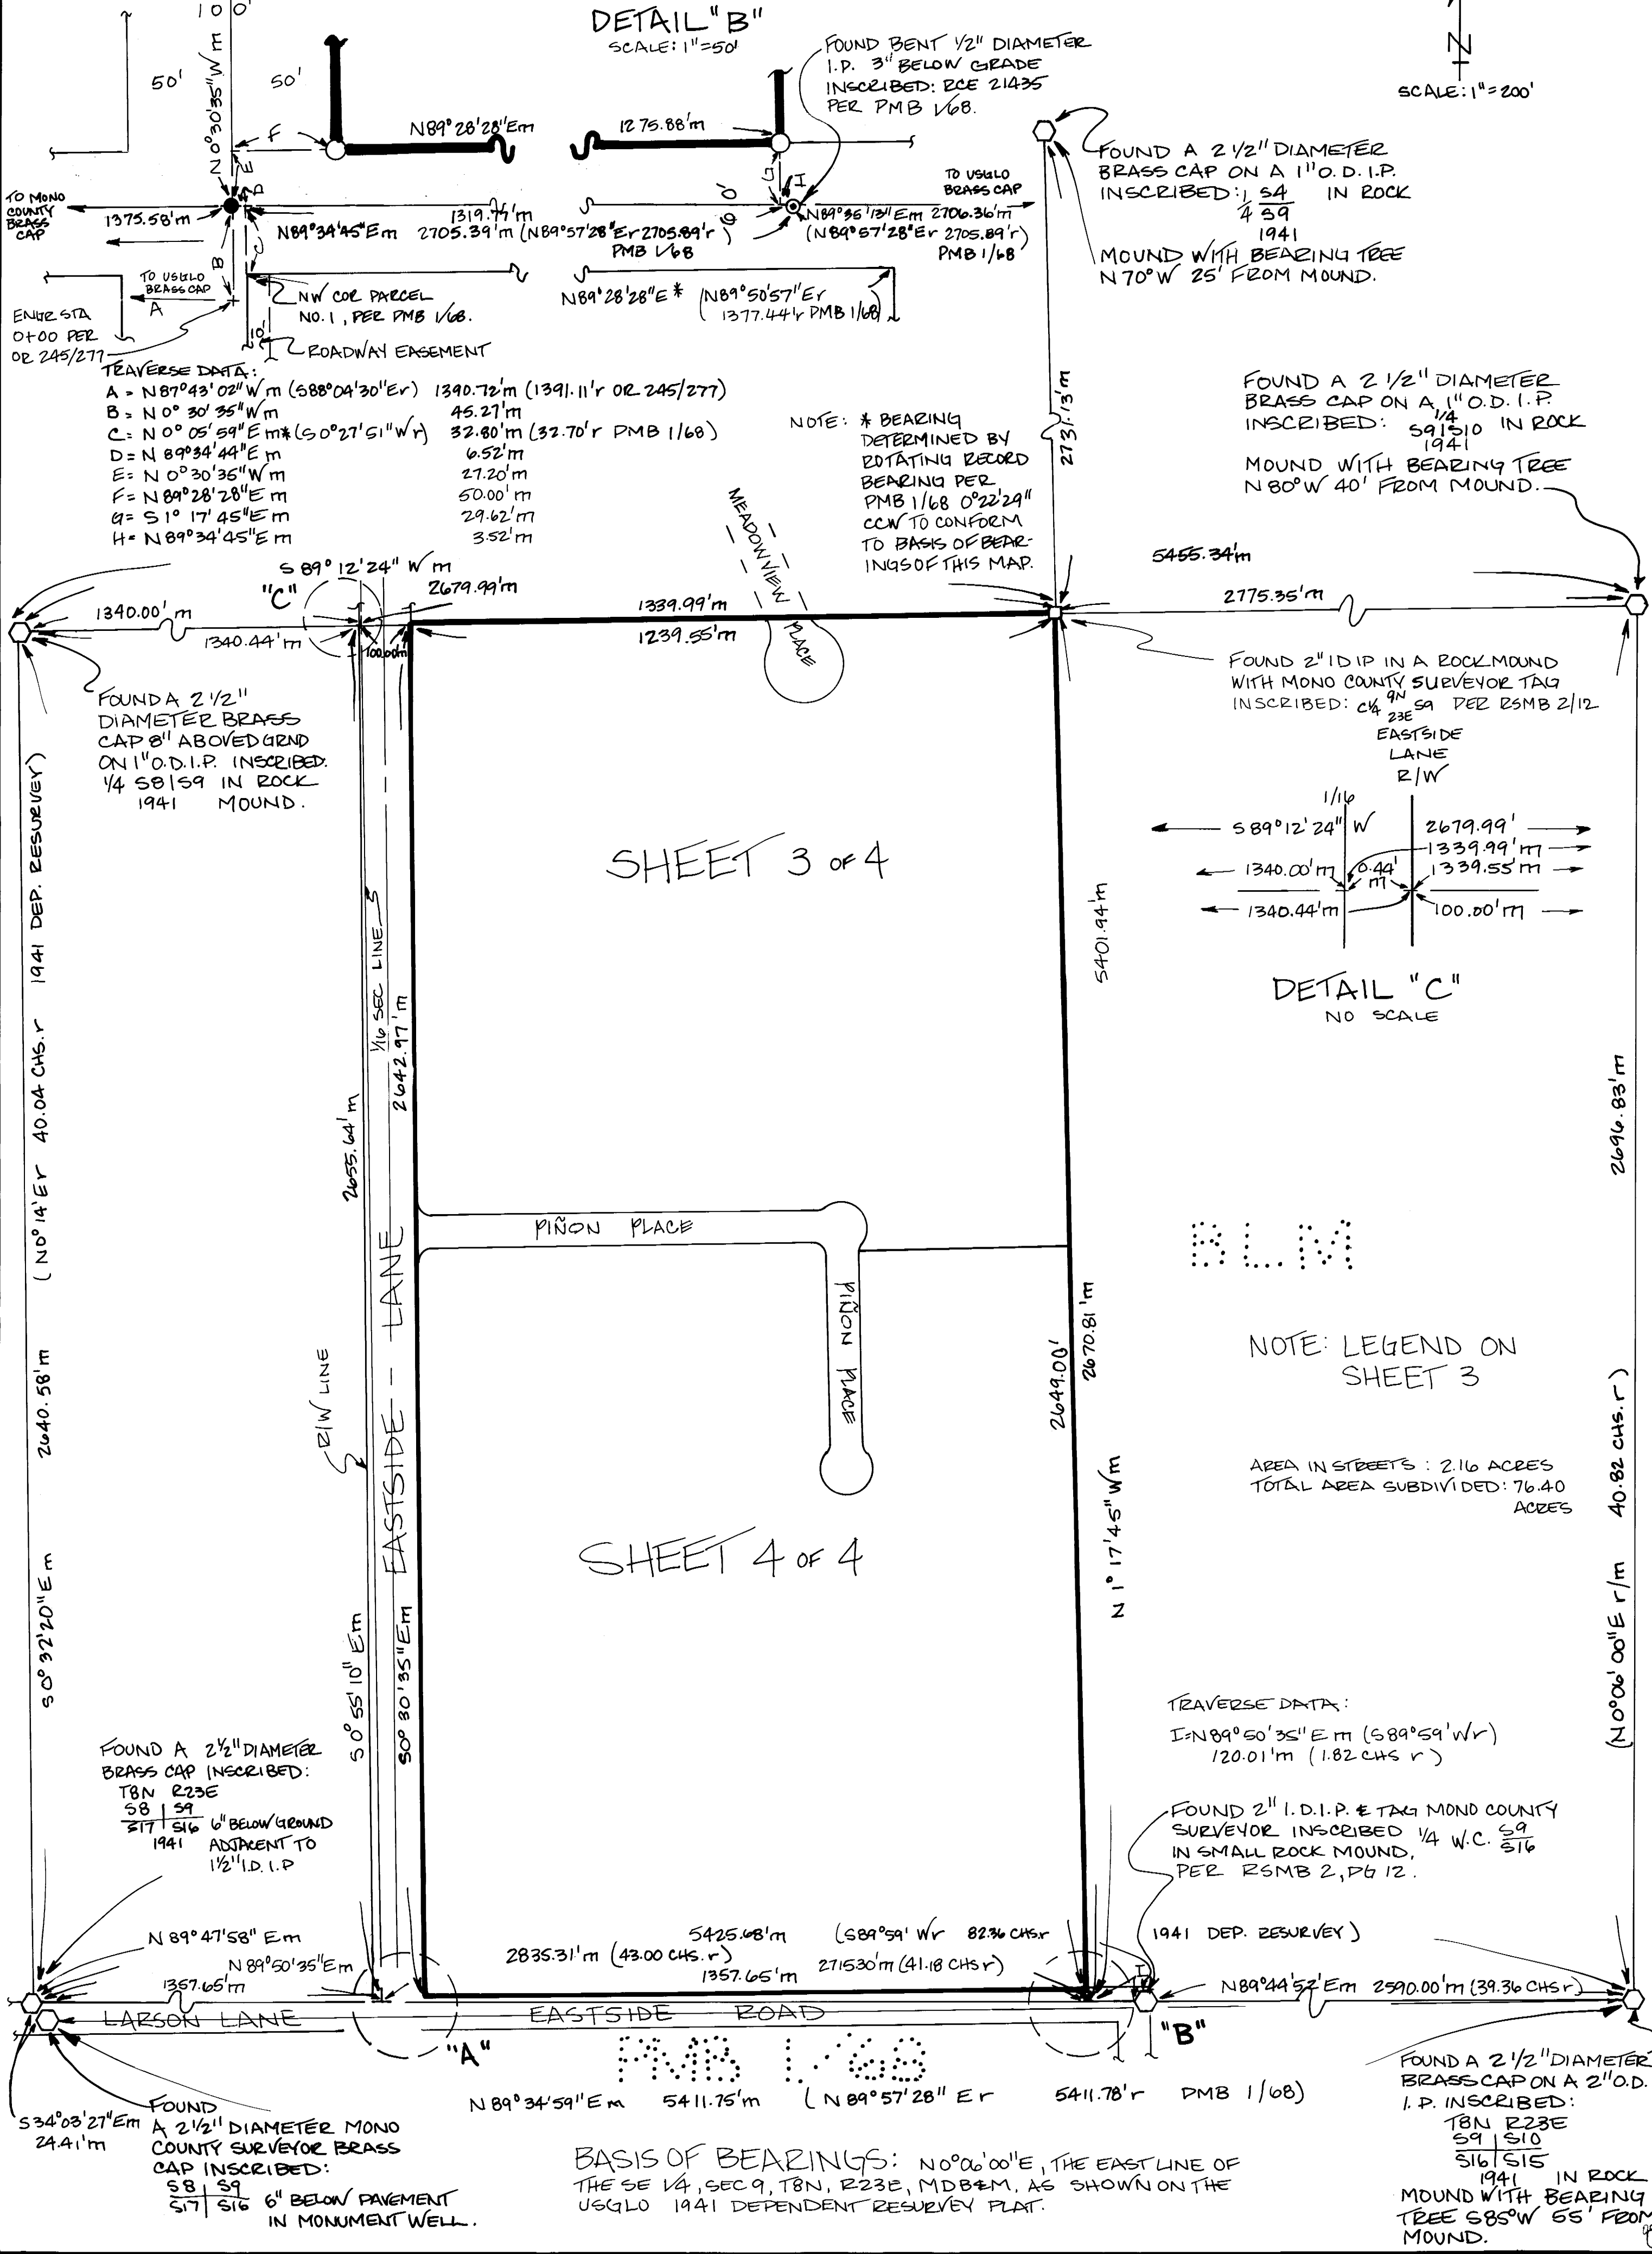 100'
DETAIL "B"
SCALE: 1"=50'
50'
50'
N0°30'35"W m
F
E
D
N89°28'28"Em
1275.88'm
FOUND BENT 1/2" DIAMETER
I.P. 3" BELOW GRADE
INSCRIBED: RCE 21435
PER PMB 1/68.
N
SCALE: 1"=200'
FOUND A 2 1/2" DIAMETER
BRASS CAP ON A 1" O.D. I.P.
INSCRIBED: 1/4 S4 IN ROCK
S9
1941
MOUND WITH BEARING TREE
N70°W 25' FROM MOUND.
TO MONO
COUNTY
BRASS
CAP
1375.58'm
N89°34'45"Em
1319.77'm
2705.39'm (N89°57'28"Er 2705.89'r)
PMB 1/68
G
I
60'
TO USGLO
BRASS CAP
N89°35'13"Em 2706.36'm
(N89°57'28"Er 2705.89'r)
PMB 1/68
C
B
TO USGLO
BRASS CAP
A
ENGR STA
0+00 PER
OR 245/277
NW COR PARCEL
NO. 1, PER PMB 1/68.
10'
ROADWAY EASEMENT
N89°28'28"E * (N89°50'57"Er
1377.44'r PMB 1/68)
TRAVERSE DATA:
A = N87°43'02"W m (S88°04'30"Er) 1390.72'm (1391.11'r OR 245/277)
B = N0°30'35"W m 45.27'm
C = N0°05'59"E m* (S0°27'51"Wr) 32.80'm (32.70'r PMB 1/68)
D = N89°34'44"E m 6.52'm
E = N0°30'35"W m 27.20'm
F = N89°28'28"E m 50.00'm
G = S1°17'45"E m 29.62'm
H = N89°34'45"E m 3.52'm
NOTE: * BEARING
DETERMINED BY
ROTATING RECORD
BEARING PER
PMB 1/68 0°22'29"
CCW TO CONFORM
TO BASIS OF BEAR-
INGS OF THIS MAP.
2731.13'm
FOUND A 2 1/2" DIAMETER
BRASS CAP ON A 1" O.D. I.P.
INSCRIBED: 1/4 S9|S10 IN ROCK
1941
MOUND WITH BEARING TREE
N80°W 40' FROM MOUND.
S89°12'24"W m
"C"
2679.99'm
1340.00'm
1340.44'm
100.00'm
1339.99'm
1239.55'm
MEADOWVIEW
PLACE
5455.34'm
2775.35'm
FOUND 2" ID IP IN A ROCK MOUND
WITH MONO COUNTY SURVEYOR TAG
INSCRIBED: C1/4 9N 23E S9 PER RSMB 2/12
FOUND A 2 1/2"
DIAMETER BRASS
CAP 8" ABOVED GRND
ON 1" O.D.I.P. INSCRIBED.
1/4 S8|S9 IN ROCK
1941 MOUND.
EASTSIDE
LANE
R/W
1/16
S89°12'24" W
2679.99'
1339.99'm
1340.00'm
0.44'
m
1339.55'm
1340.44'm
100.00'm
DETAIL "C"
NO SCALE
SHEET 3 OF 4
2640.58'm (N0°14'Er 40.04 CHS.r 1941 DEP. RESURVEY)
S0°32'20"E m
1/16 SEC LINE
2655.64'm
2642.97'm
5401.94'm
2696.83'm
PIÑON PLACE
PIÑON PLACE
BLM
EASTSIDE - LANE
R/W LINE
2649.00'
2670.81'm
NOTE: LEGEND ON
SHEET 3
AREA IN STREETS: 2.16 ACRES
TOTAL AREA SUBDIVIDED: 76.40
ACRES
SHEET 4 OF 4
N1°17'45"Wm
(N0°06'00"E r/m 40.82 CHS.r)
S0°55'10"Em
S0°30'35"Em
TRAVERSE DATA:
I=N89°50'35"E m (S89°59'Wr)
120.01'm (1.82 CHS r)
FOUND A 2 1/2" DIAMETER
BRASS CAP INSCRIBED:
T8N R23E
S8 | S9
S17 | S16 6" BELOW GROUND
1941 ADJACENT TO
1 1/2" I.D. I.P
FOUND 2" I.D.I.P. & TAG MONO COUNTY
SURVEYOR INSCRIBED 1/4 W.C. S9
IN SMALL ROCK MOUND, S16
PER RSMB 2, PG 12.
N89°47'58" Em
N89°50'35"Em
1357.65'm
5425.68'm (S89°59' Wr 82.36 CHS.r 1941 DEP. RESURVEY)
2835.31'm (43.00 CHS.r)
2715.30'm (41.18 CHS r)
1357.65'm
I
N89°44'52"Em 2590.00'm (39.36 CHS r)
LARSON LANE
EASTSIDE ROAD
"A"
"B"
PMB 1/68
N89°34'59"Em 5411.75'm (N89°57'28" Er 5411.78'r PMB 1/68)
S34°03'27"Em
24.41'm
FOUND
A 2 1/2" DIAMETER MONO
COUNTY SURVEYOR BRASS
CAP INSCRIBED:
S8 | S9
S17 | S16 6" BELOW PAVEMENT
IN MONUMENT WELL.
BASIS OF BEARINGS: N0°06'00"E, THE EAST LINE OF
THE SE 1/4, SEC 9, T8N, R23E, MDB&M, AS SHOWN ON THE
USGLO 1941 DEPENDENT RESURVEY PLAT.
FOUND A 2 1/2" DIAMETER
BRASS CAP ON A 2" O.D.
I.P. INSCRIBED:
T8N R23E
S9 | S10
S16 | S15
1941 IN ROCK
MOUND WITH BEARING
TREE S85°W 55' FROM
MOUND.